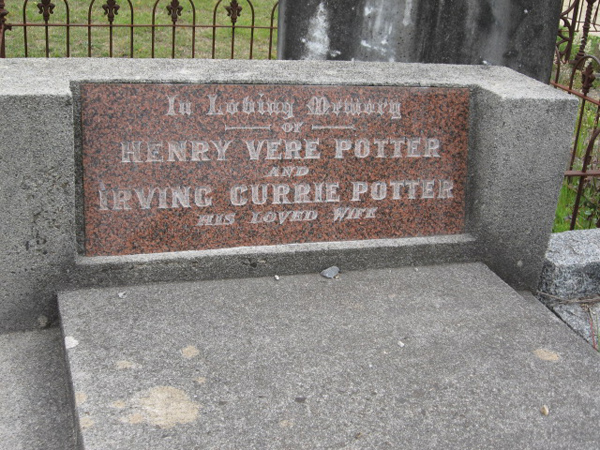 In Loving Memory
OF
HENRY VERE POTTER
AND
IRVING CURRIE POTTER
HIS LOVED WIFE